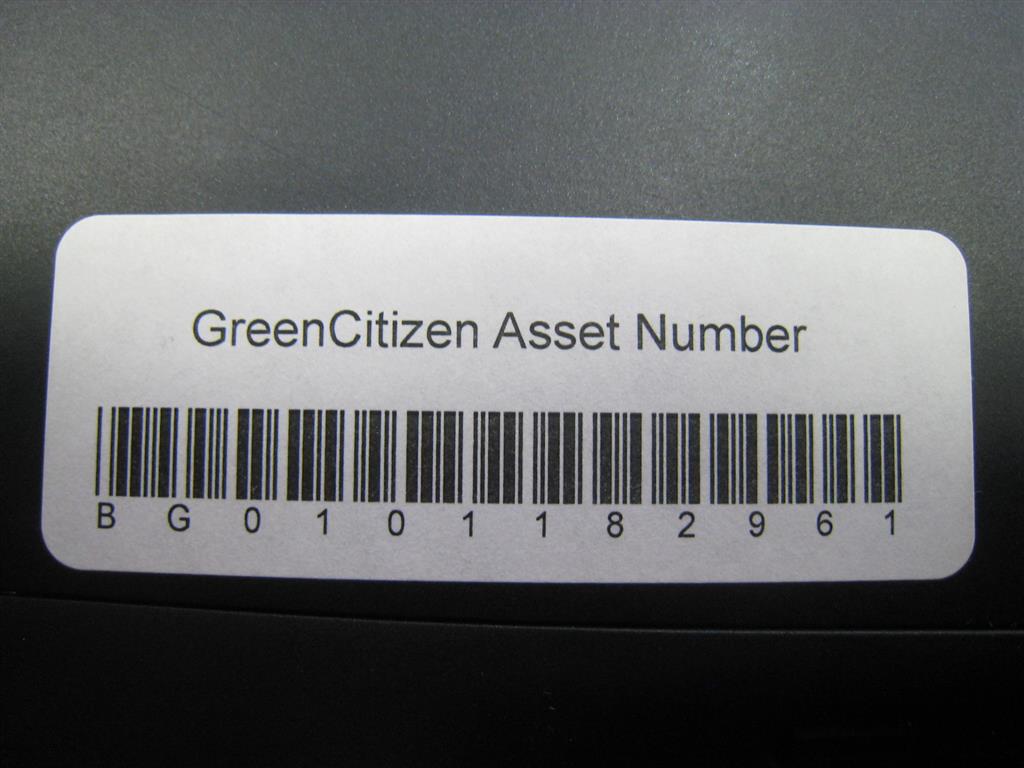 GreenCitizen Asset Number
B G 0 1 0 1 1 8 2 9 6 1